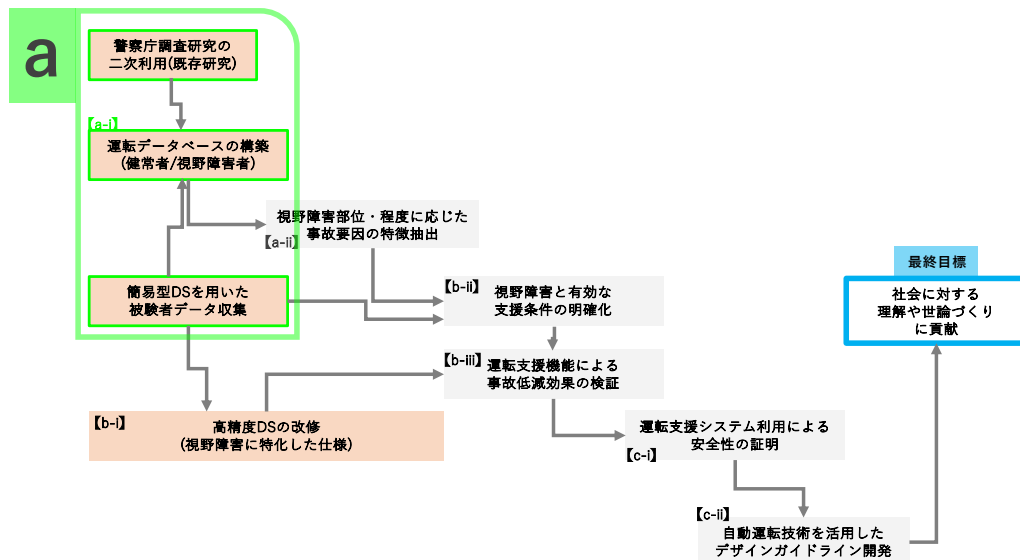 a
警察庁調査研究の
二次利用(既存研究)
【a-i】
運転データベースの構築
(健常者/視野障害者)
視野障害部位・程度に応じた
事故要因の特徴抽出
【a-ii】
最終目標
社会に対する
理解や世論づくり
に貢献
簡易型DSを用いた
被験者データ収集
【b-ii】
視野障害と有効な
支援条件の明確化
【b-iii】
運転支援機能による
事故低減効果の検証
【b-i】
高精度DSの改修
(視野障害に特化した仕様)
運転支援システム利用による
安全性の証明
【c-i】
【c-ii】
自動運転技術を活用した
デザインガイドライン開発